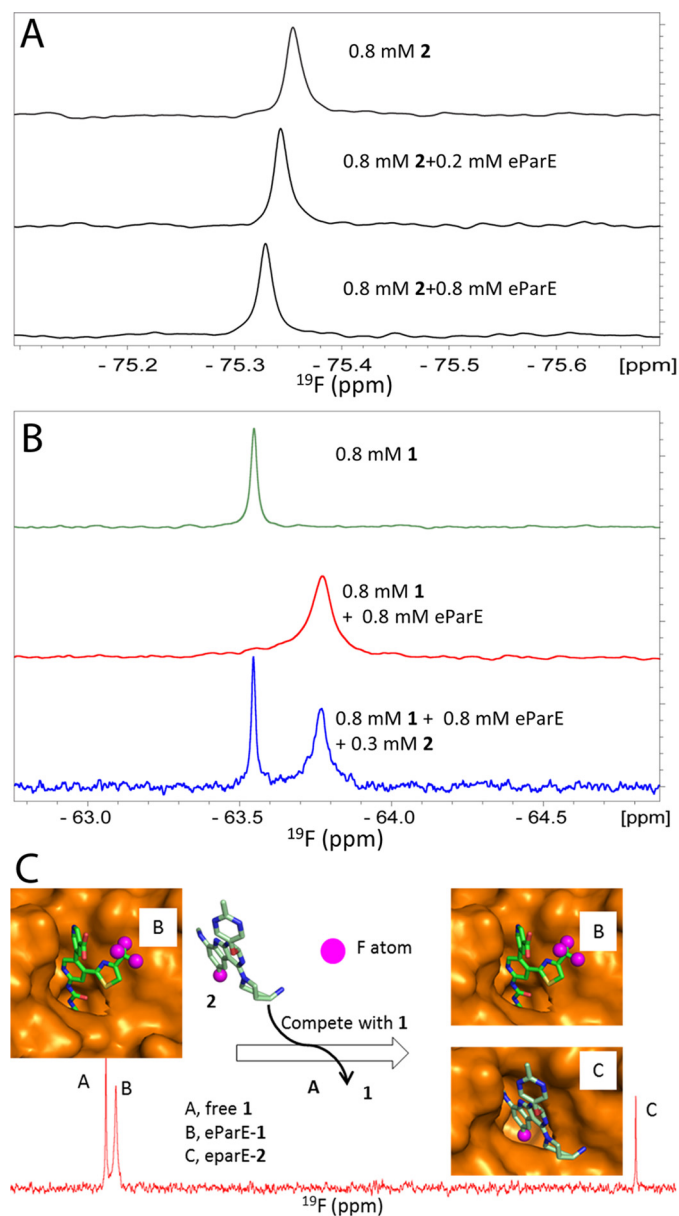 A
0.8 mM 2
0.8 mM 2+0.2 mM eParE
0.8 mM 2+0.8 mM eParE
- 75.2 - 75.3 - 75.4 - 75.5 - 75.6 [ppm]
19F (ppm)
B
0.8 mM 1
0.8 mM 1
+ 0.8 mM eParE
0.8 mM 1 + 0.8 mM eParE
+ 0.3 mM 2
- 63.0 - 63.5 - 64.0 - 64.5 [ppm]
19F (ppm)
C
B
F atom
2
Compete with 1
A 1
B
C
A
B
A, free 1
B, eParE-1
C, eparE-2
C
19F (ppm)